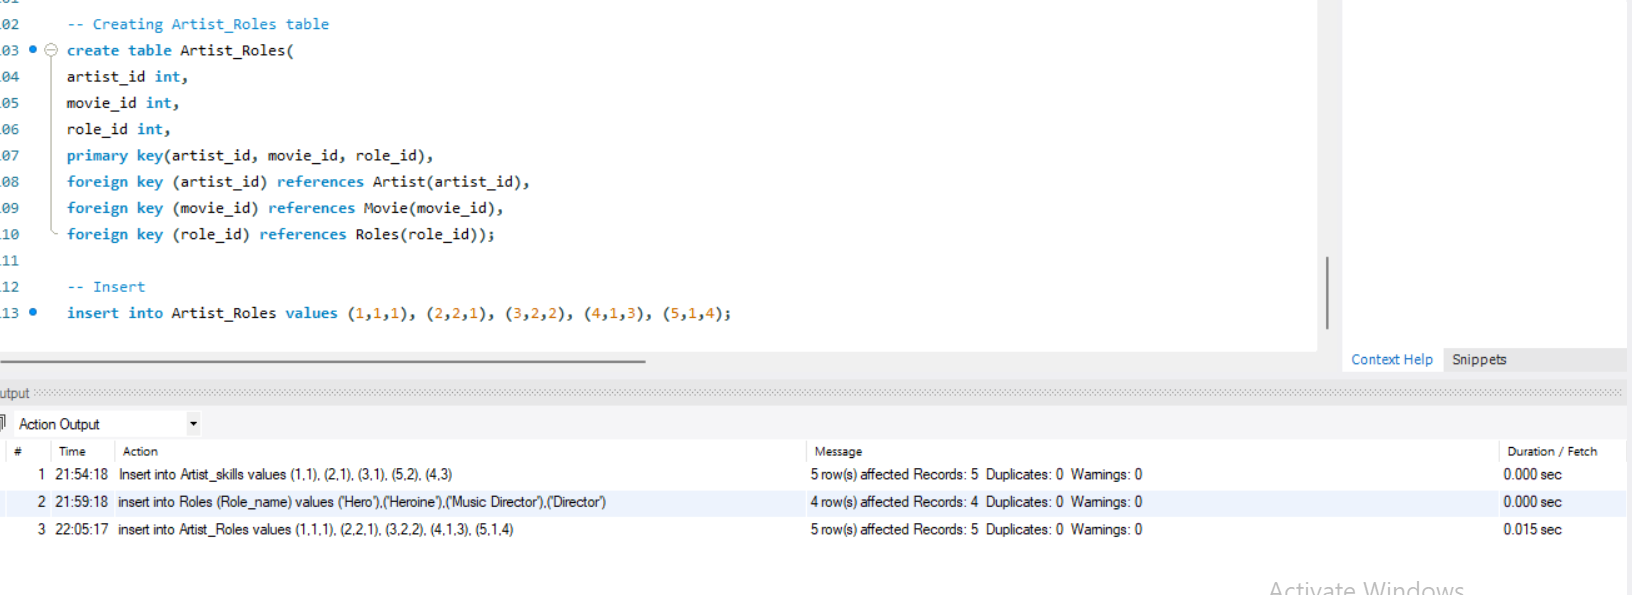 02 -- Creating Artist_Roles table
03 create table Artist_Roles(
04 artist_id int,
05 movie_id int,
06 role_id int,
07 primary key(artist_id, movie_id, role_id),
08 foreign key (artist_id) references Artist(artist_id),
09 foreign key (movie_id) references Movie(movie_id),
10 foreign key (role_id) references Roles(role_id));
11
12 -- Insert
13 insert into Artist_Roles values (1,1,1), (2,2,1), (3,2,2), (4,1,3), (5,1,4);
Context Help Snippets
utput
Action Output
# Time Action Message Duration / Fetch
1 21:54:18 Insert into Artist_skills values (1,1), (2,1), (3,1), (5,2), (4,3) 5 row(s) affected Records: 5 Duplicates: 0 Warnings: 0 0.000 sec
2 21:59:18 insert into Roles (Role_name) values ('Hero'),('Heroine'),('Music Director'),('Director') 4 row(s) affected Records: 4 Duplicates: 0 Warnings: 0 0.000 sec
3 22:05:17 insert into Artist_Roles values (1,1,1), (2,2,1), (3,2,2), (4,1,3), (5,1,4) 5 row(s) affected Records: 5 Duplicates: 0 Warnings: 0 0.015 sec
Activate Windows